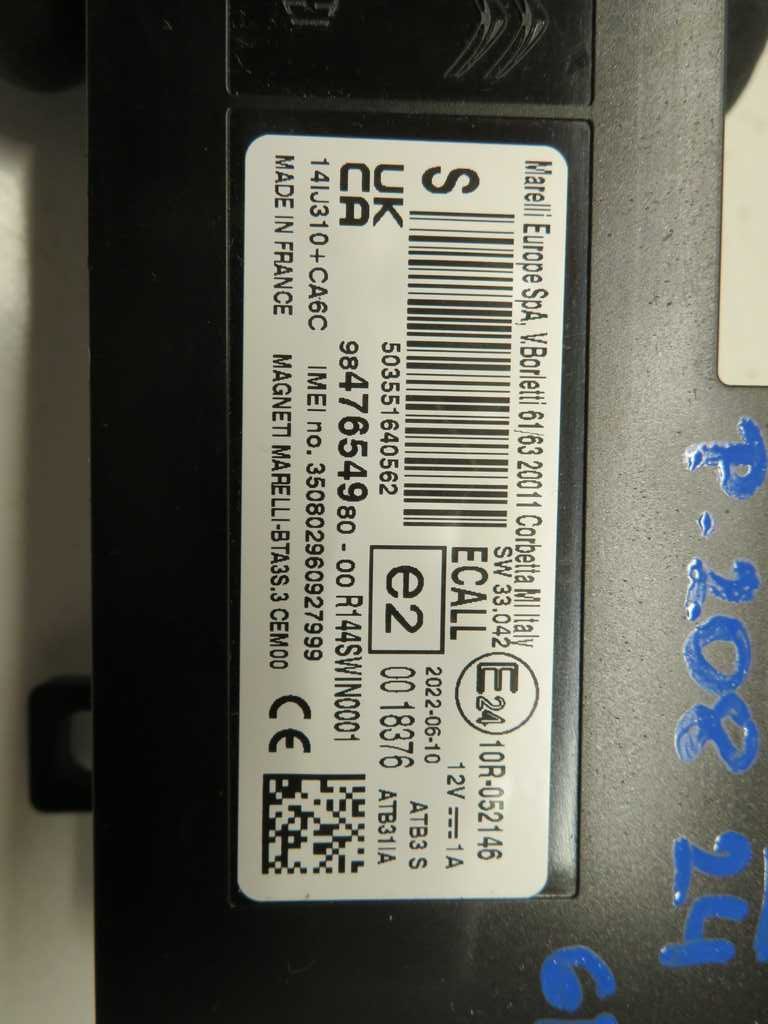 Marelli Europe SpA, V.Borletti 61/63 20011 Corbetta MI Italy
S
SW 33.042
ECALL
E24 10R-052146
12V 1A
UK
CA
503551640562
e2
2022-06-10
00 18376
ATB3 S
ATB31IA
9847654980-00 R144SWIN0001
14IJ310+CA6C IMEI no. 350802960927999
MADE IN FRANCE MAGNETI MARELLI-BTA3S.3 CEM00
CE
P.208
24